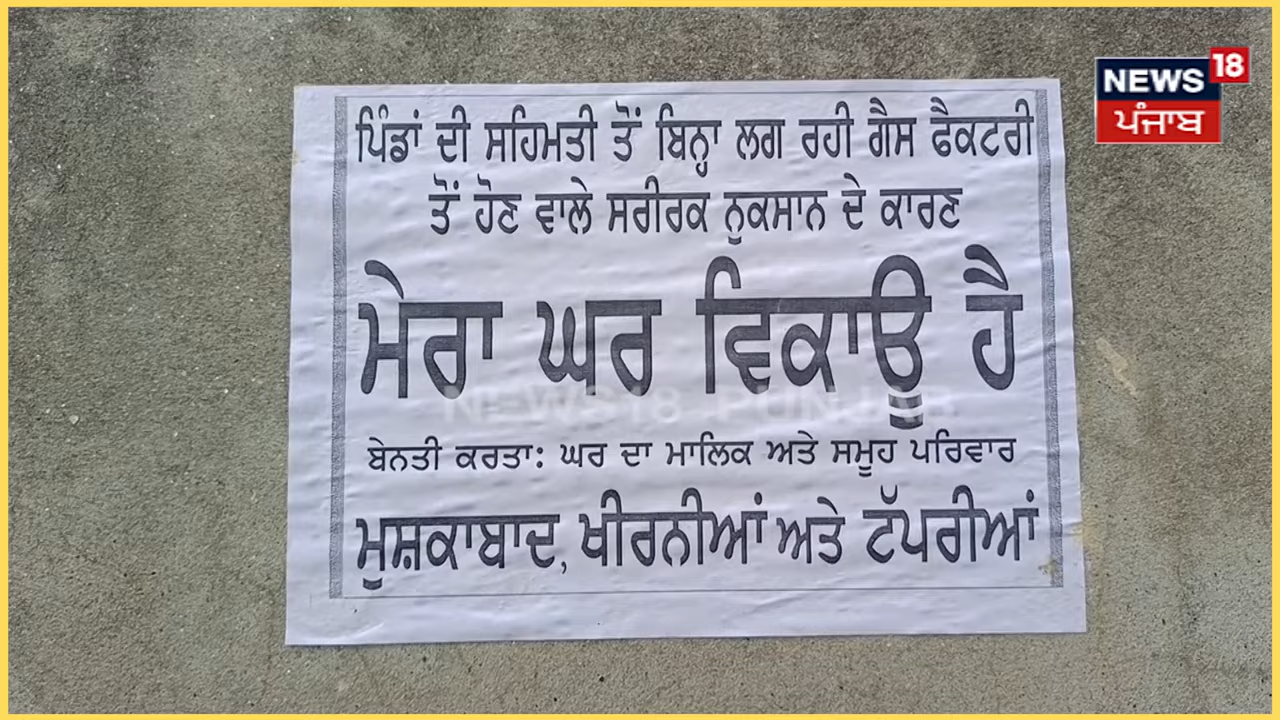 NEWS 18
ਪੰਜਾਬ
ਪਿੰਡਾਂ ਦੀ ਸਹਿਮਤੀ ਤੋਂ ਬਿਨ੍ਹਾ ਲਗ ਰਹੀ ਗੈਸ ਫੈਕਟਰੀ
ਤੋਂ ਹੋਣ ਵਾਲੇ ਸਰੀਰਕ ਨੁਕਸਾਨ ਦੇ ਕਾਰਣ
ਮੇਰਾ ਘਰ ਵਿਕਾਊ ਹੈ
NEWS18 PUNJAB
ਬੇਨਤੀ ਕਰਤਾ: ਘਰ ਦਾ ਮਾਲਿਕ ਅਤੇ ਸਮੂਹ ਪਰਿਵਾਰ
ਮੁਸ਼ਕਾਬਾਦ, ਖੀਰਨੀਆਂ ਅਤੇ ਟੱਪਰੀਆਂ